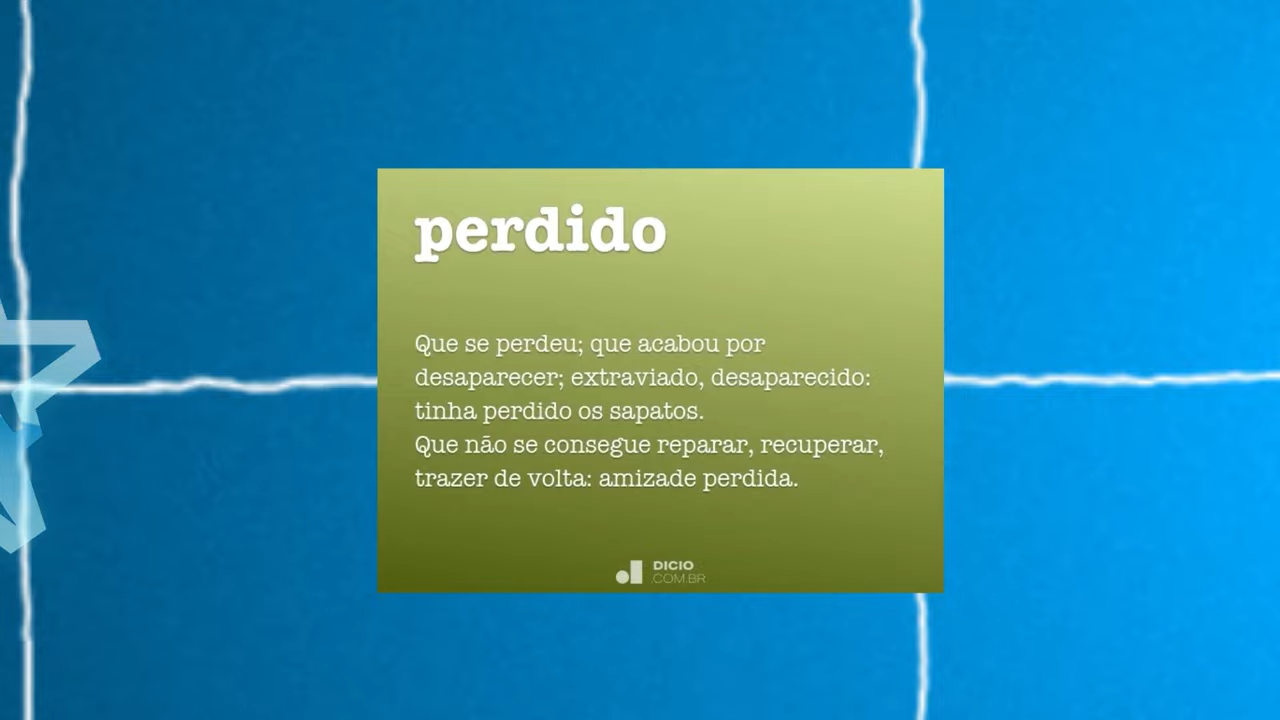 perdido
Que se perdeu; que acabou por
desaparecer; extraviado, desaparecido:
tinha perdido os sapatos.
Que não se consegue reparar, recuperar,
trazer de volta: amizade perdida.
DICIO
.COM.BR